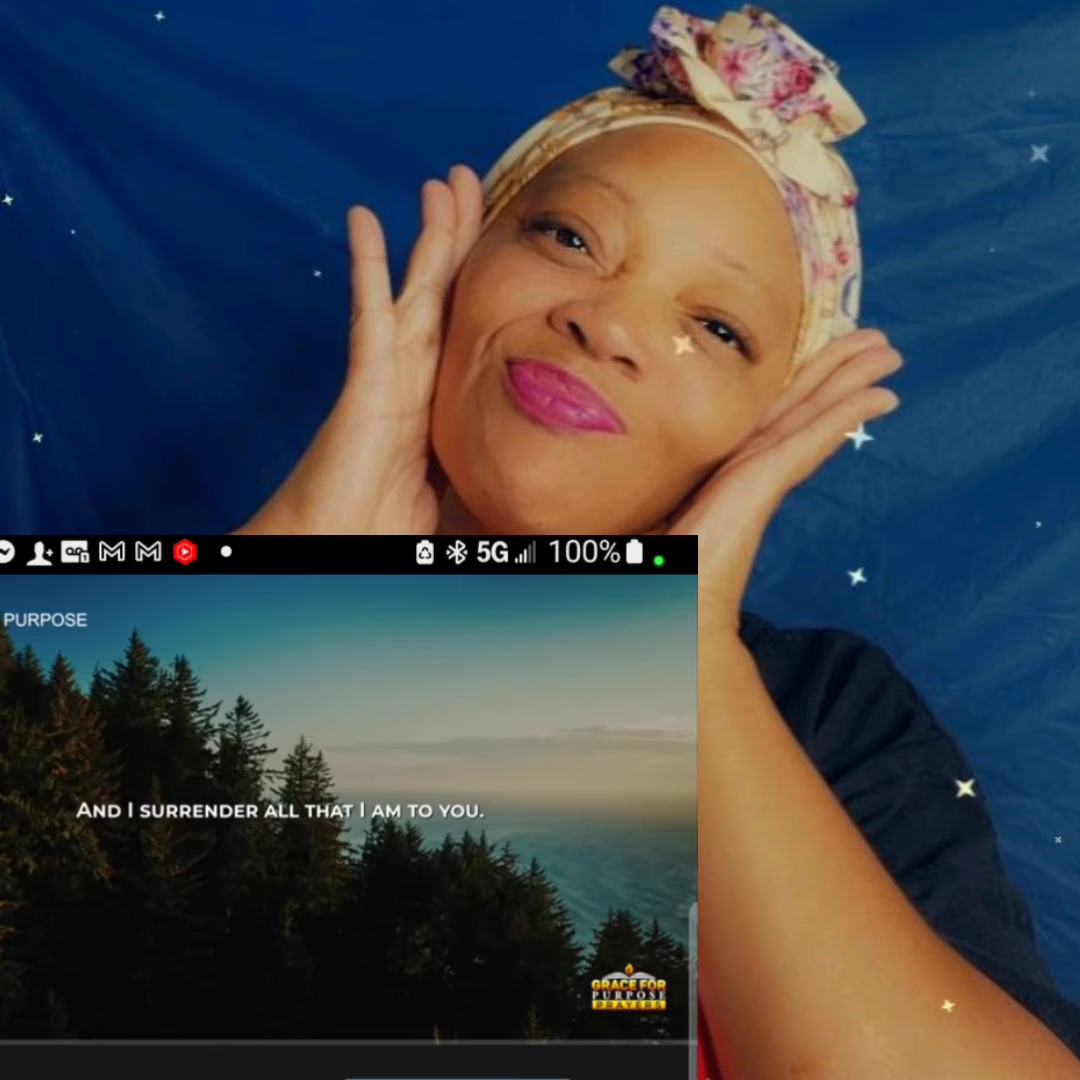 5G 100%
PURPOSE
AND I SURRENDER ALL THAT I AM TO YOU.
GRACE FOR
PURPOSE
PRAYERS